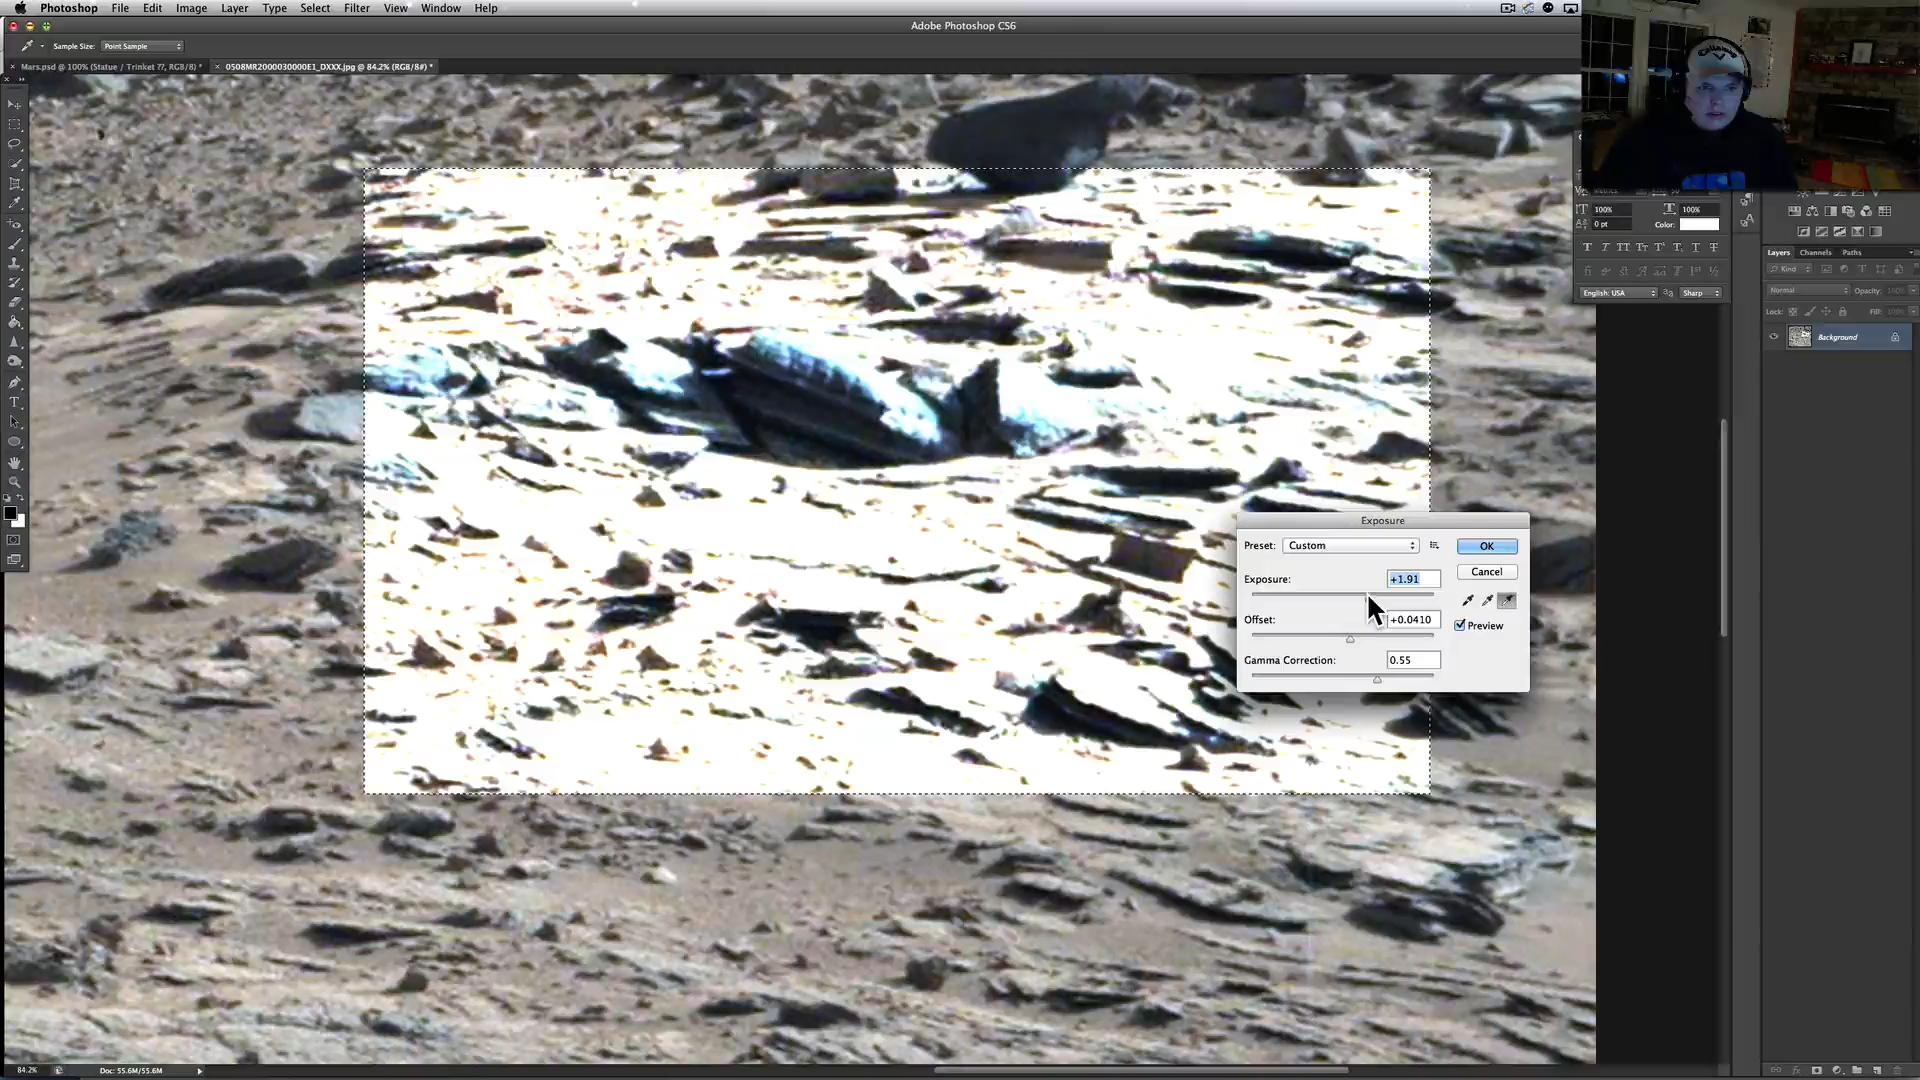 Photoshop File Edit Image Layer Type Select Filter View Window Help
Adobe Photoshop CS6
Sample Size: Point Sample
Mars.psd @ 100% (Statue / Trinket ??, RGB/8) *
0508MR2000030000E1_DXXX.jpg @ 84.2% (RGB/8#) *
100% 100%
0 pt Color:
English: USA Sharp
Layers Channels Paths
Kind
Normal Opacity: 100%
Lock: Fill:
Background
Exposure
Preset: Custom OK
Cancel
Exposure: +1.91
Offset: +0.0410
Preview
Gamma Correction: 0.55
84.2% Doc: 55.6M/55.6M